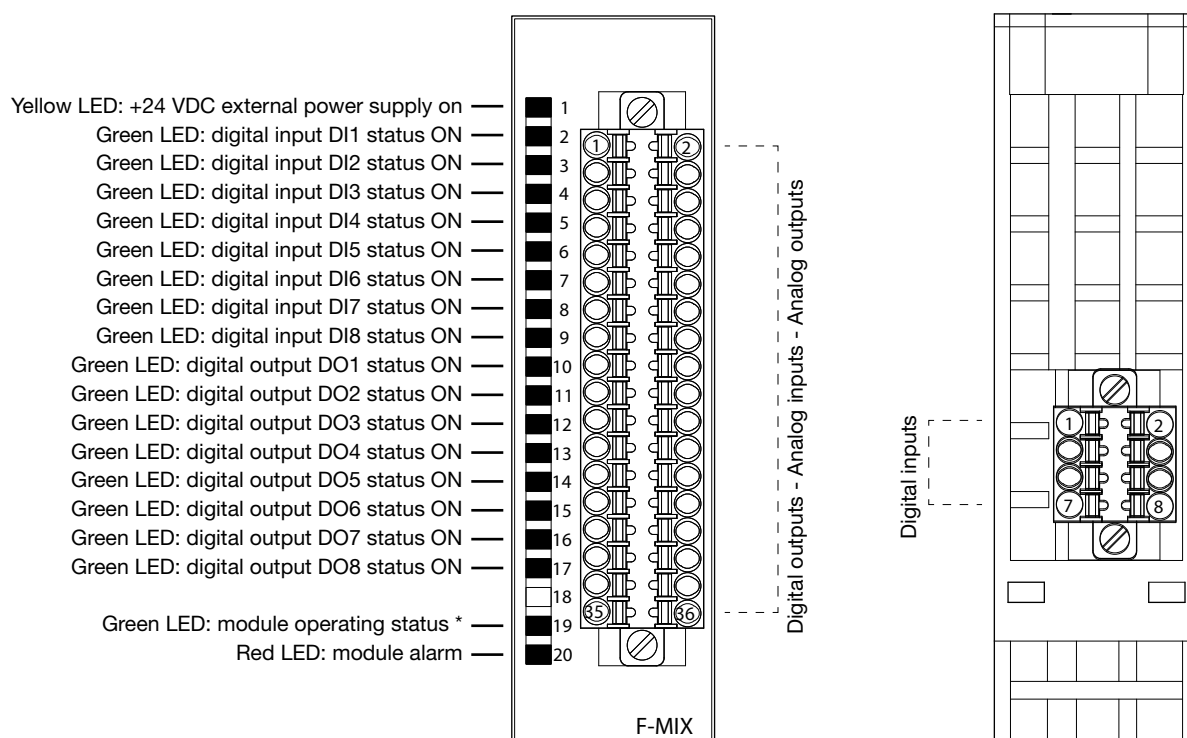 Yellow LED: +24 VDC external power supply on 1
Green LED: digital input DI1 status ON 2
Green LED: digital input DI2 status ON 3
Green LED: digital input DI3 status ON 4
Green LED: digital input DI4 status ON 5
Green LED: digital input DI5 status ON 6
Green LED: digital input DI6 status ON 7
Green LED: digital input DI7 status ON 8
Green LED: digital input DI8 status ON 9
Green LED: digital output DO1 status ON 10
Green LED: digital output DO2 status ON 11
Green LED: digital output DO3 status ON 12
Green LED: digital output DO4 status ON 13
Green LED: digital output DO5 status ON 14
Green LED: digital output DO6 status ON 15
Green LED: digital output DO7 status ON 16
Green LED: digital output DO8 status ON 17
18
Green LED: module operating status * 19
Red LED: module alarm 20
1 2
35 36
F-MIX
Digital outputs - Analog inputs - Analog outputs
Digital inputs
1 2
7 8